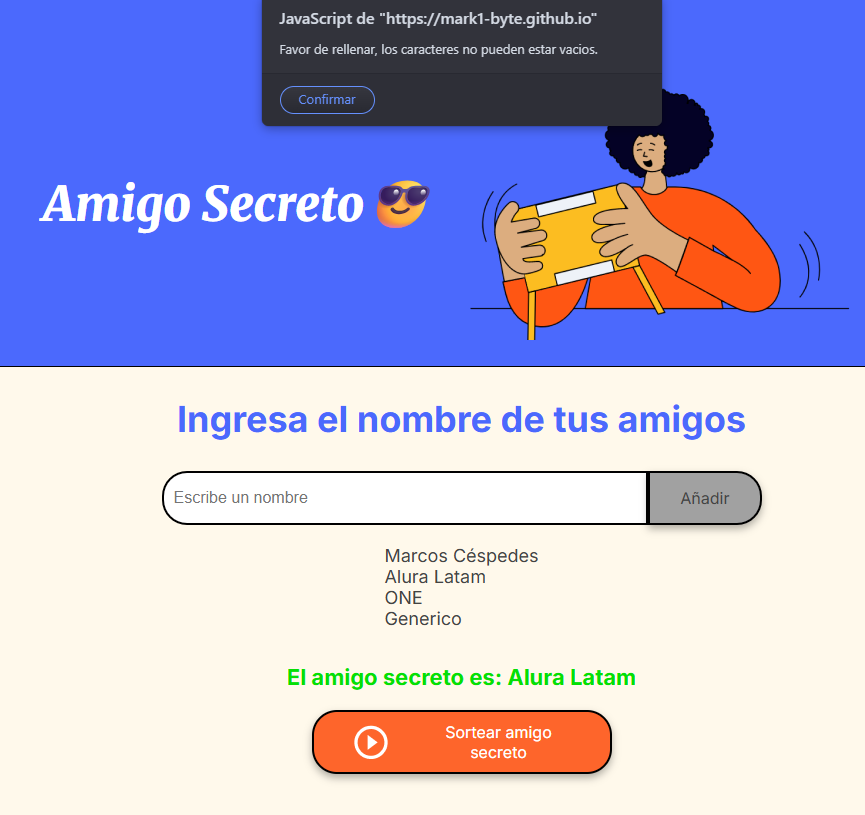 JavaScript de "https://mark1-byte.github.io"
Favor de rellenar, los caracteres no pueden estar vacios.
Confirmar
Amigo Secreto 😎
Ingresa el nombre de tus amigos
Escribe un nombre
Añadir
Marcos Céspedes
Alura Latam
ONE
Generico
El amigo secreto es: Alura Latam
Sortear amigo
secreto